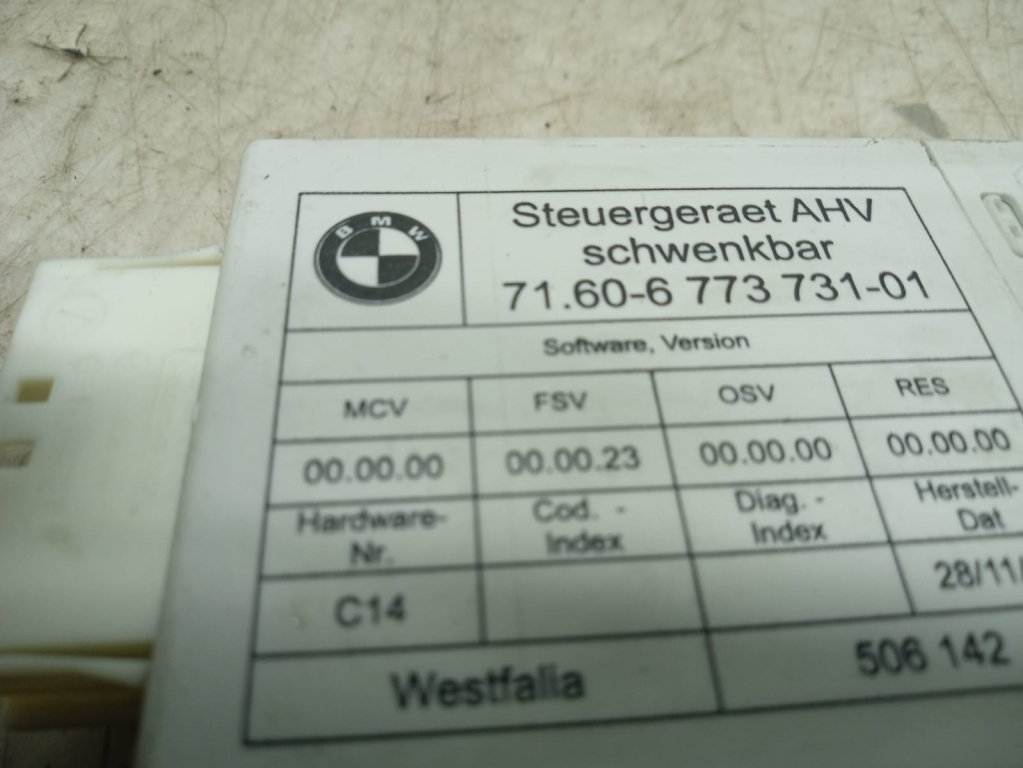 BMW
Steuergeraet AHV
schwenkbar
71.60-6 773 731-01
Software, Version
MCV FSV OSV RES
00.00.00 00.00.23 00.00.00 00.00.00
Hardware- Cod. - Diag. - Herstell-
Nr. Index Index Dat
C14 28/11/
Westfalia 506 142